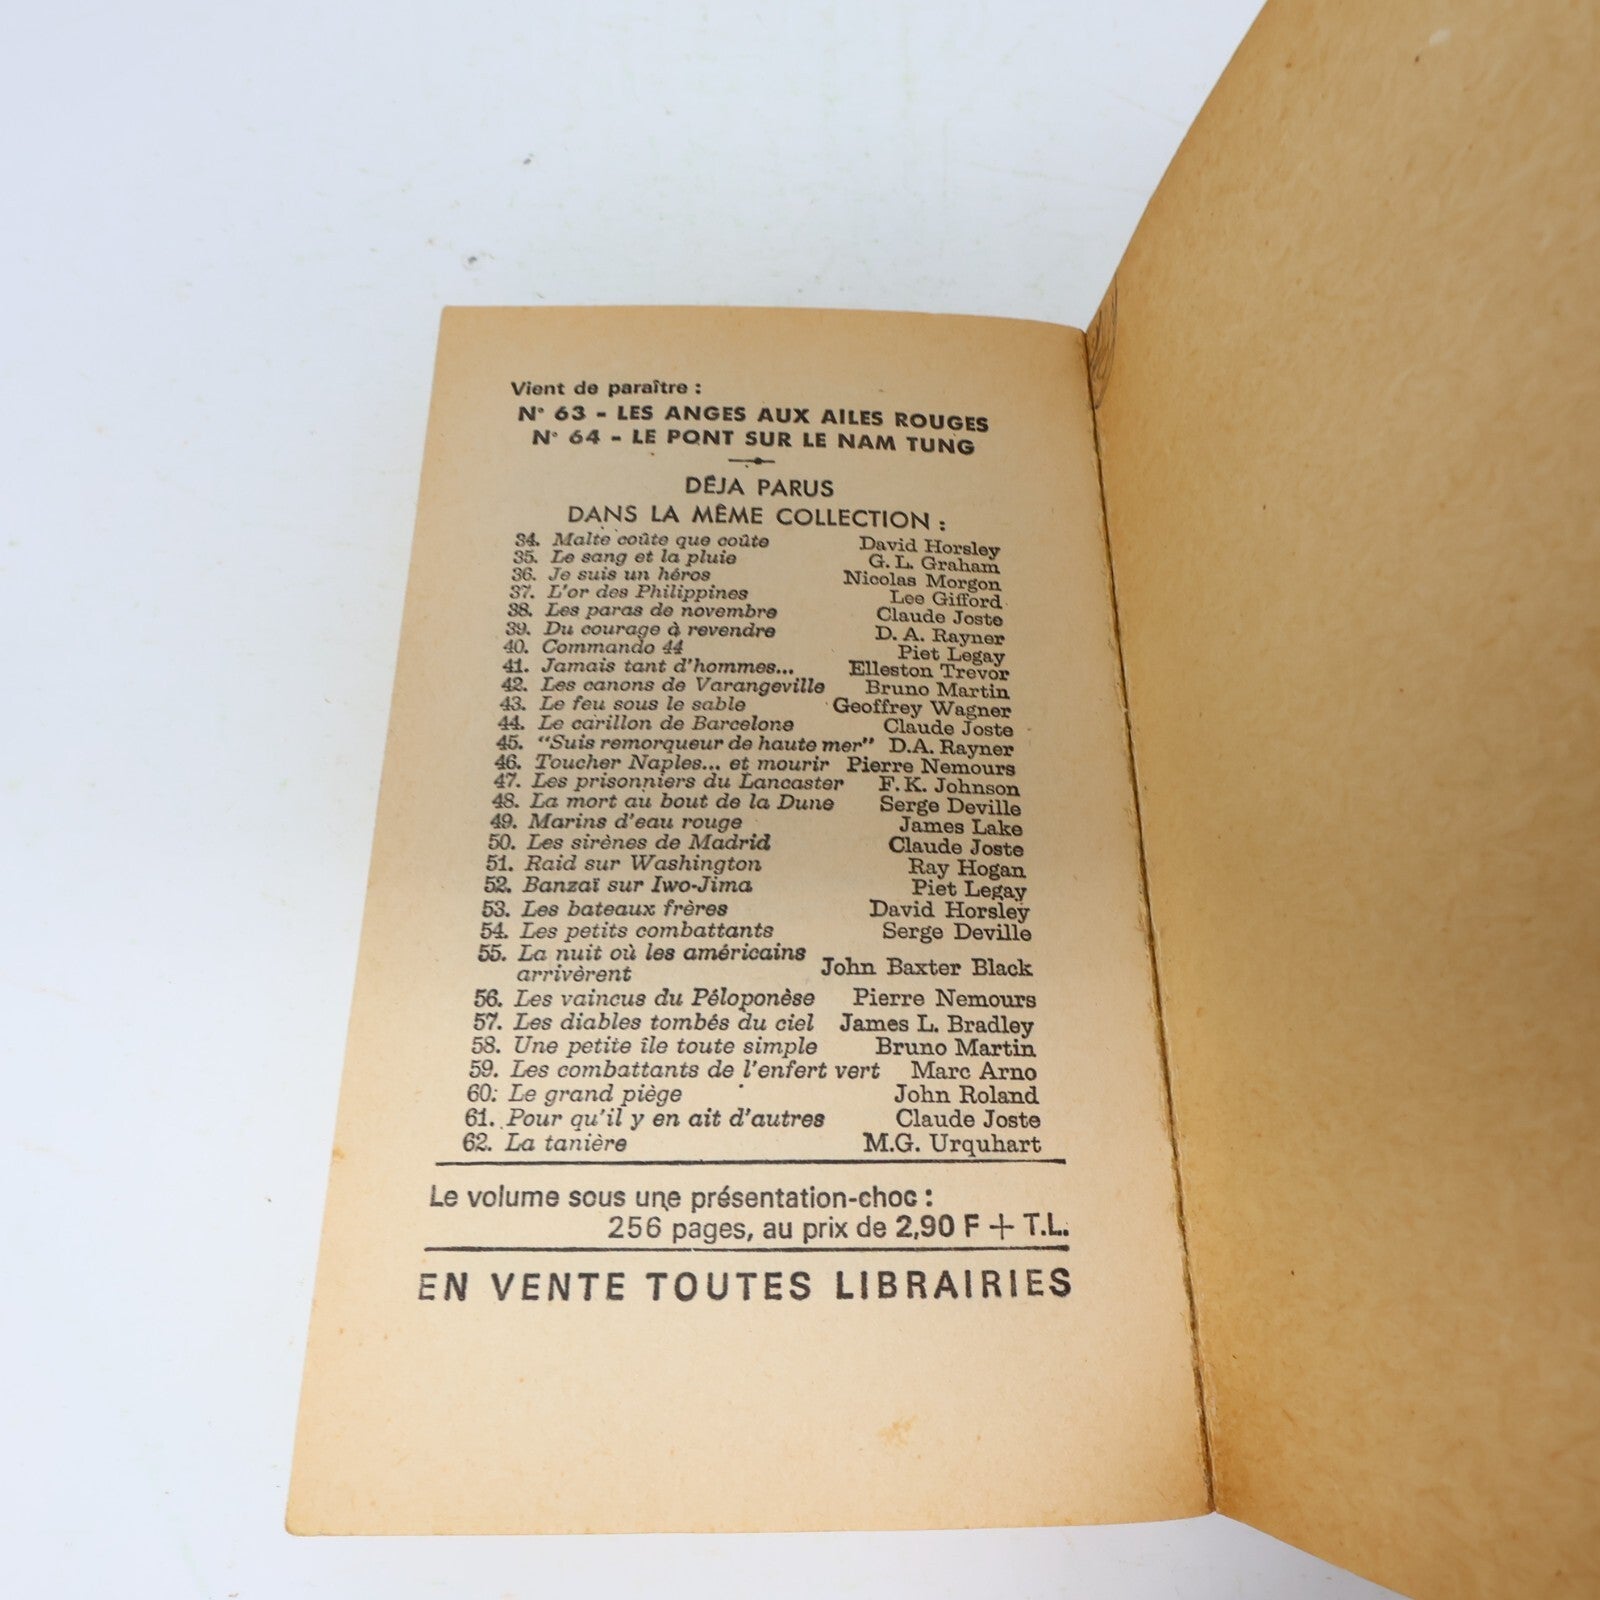 Vient de paraître :
N° 63 - LES ANGES AUX AILES ROUGES
N° 64 - LE PONT SUR LE NAM TUNG
DÉJA PARUS
DANS LA MÊME COLLECTION :
34. Malte coûte que coûte David Horsley
35. Le sang et la pluie G. L. Graham
36. Je suis un héros Nicolas Morgon
37. L'or des Philippines Lee Gifford
38. Les paras de novembre Claude Joste
39. Du courage à revendre D. A. Rayner
40. Commando 44 Piet Legay
41. Jamais tant d'hommes... Elleston Trevor
42. Les canons de Varangeville Bruno Martin
43. Le feu sous le sable Geoffrey Wagner
44. Le carillon de Barcelone Claude Joste
45. "Suis remorqueur de haute mer" D.A. Rayner
46. Toucher Naples... et mourir Pierre Nemours
47. Les prisonniers du Lancaster F. K. Johnson
48. La mort au bout de la Dune Serge Deville
49. Marins d'eau rouge James Lake
50. Les sirènes de Madrid Claude Joste
51. Raid sur Washington Ray Hogan
52. Banzaï sur Iwo-Jima Piet Legay
53. Les bateaux frères David Horsley
54. Les petits combattants Serge Deville
55. La nuit où les américains
arrivèrent John Baxter Black
56. Les vaincus du Péloponèse Pierre Nemours
57. Les diables tombés du ciel James L. Bradley
58. Une petite île toute simple Bruno Martin
59. Les combattants de l'enfert vert Marc Arno
60. Le grand piège John Roland
61. Pour qu'il y en ait d'autres Claude Joste
62. La tanière M.G. Urquhart
Le volume sous une présentation-choc :
256 pages, au prix de 2,90 F + T.L.
EN VENTE TOUTES LIBRAIRIES